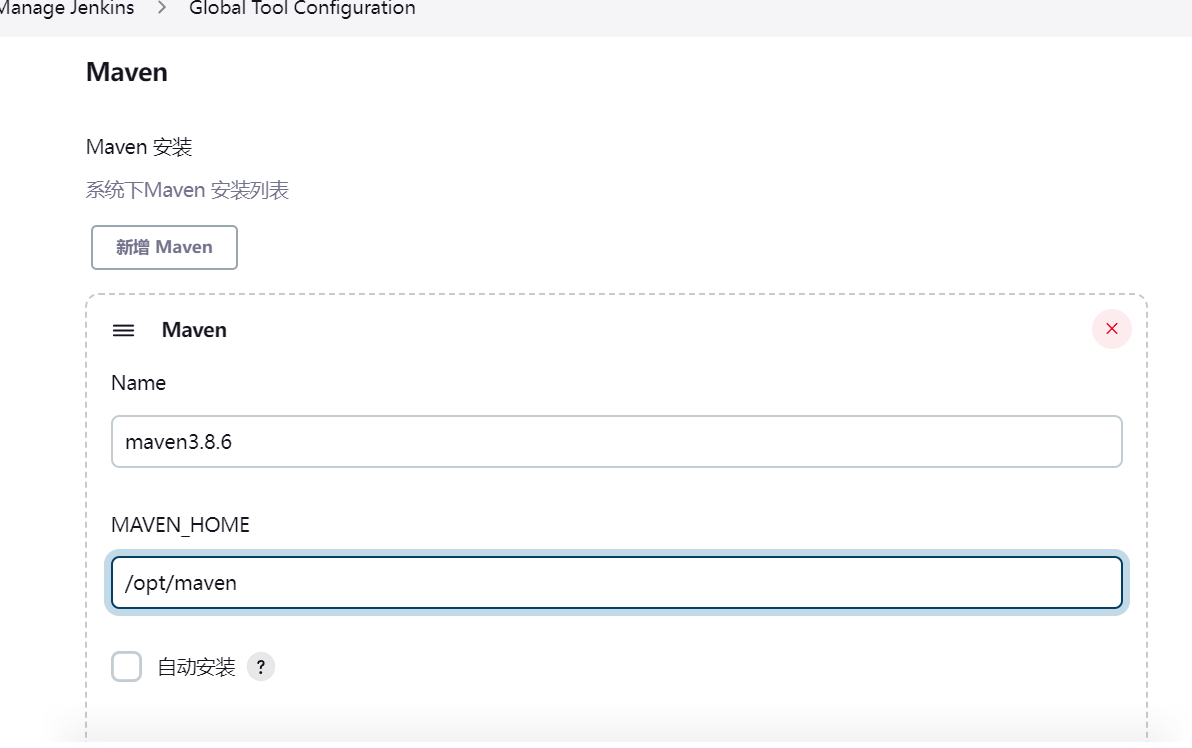 Manage Jenkins > Global Tool Configuration
Maven
Maven 安装
系统下Maven 安装列表
新增 Maven
Maven
Name
maven3.8.6
MAVEN_HOME
/opt/maven
自动安装 ?